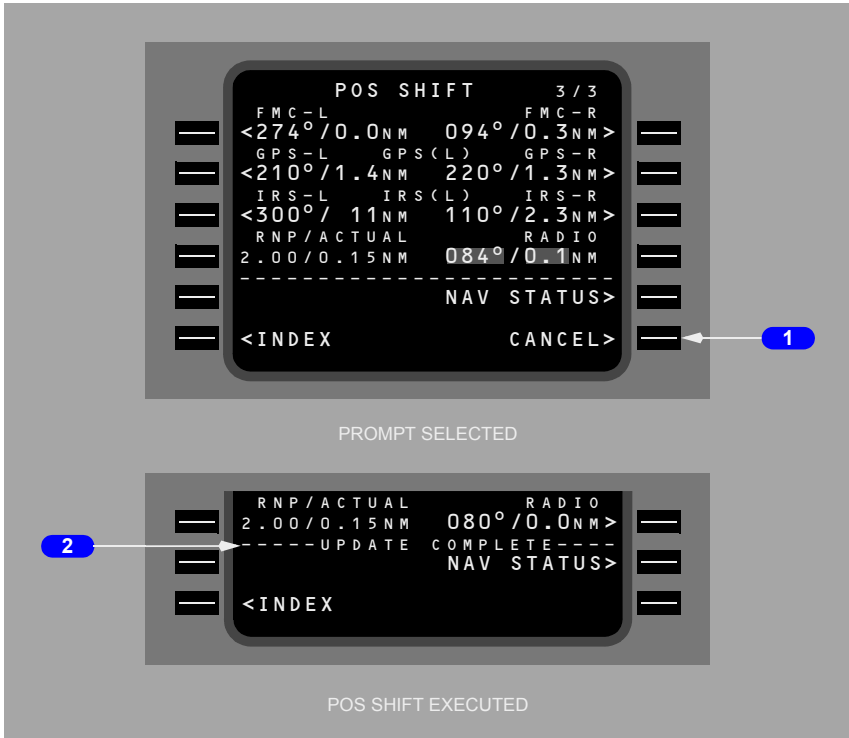 POS SHIFT 3/3
FMC-L FMC-R
<274°/0.0NM 094°/0.3NM>
GPS-L GPS(L) GPS-R
<210°/1.4NM 220°/1.3NM>
IRS-L IRS(L) IRS-R
<300°/ 11NM 110°/2.3NM>
RNP/ACTUAL RADIO
2.00/0.15NM 084°/0.1NM
----------------------------
NAV STATUS>
<INDEX CANCEL>
1
PROMPT SELECTED
RNP/ACTUAL RADIO
2.00/0.15NM 080°/0.0NM>
2
-----UPDATE COMPLETE----
NAV STATUS>
<INDEX
POS SHIFT EXECUTED